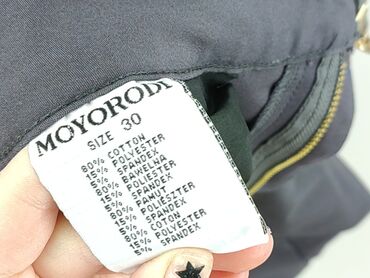 MOYORODI
SIZE 30
80% COTTON
15% POLYESTER
5% SPANDEX
80% BAWELNA
15% POLIESTER
5% SPANDEX
80% PAMUT
15% POLIÉSZTER
5% SPANDEX
80% COTON
15% POLYESTER
5% SPANDEX